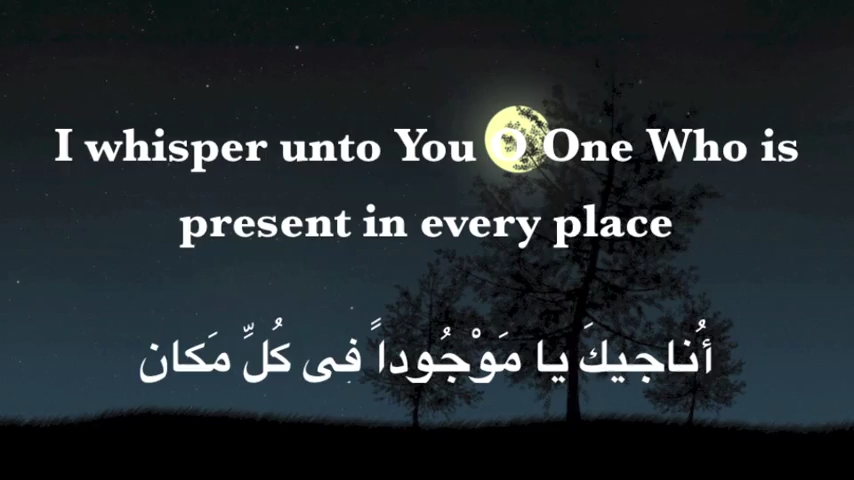 I whisper unto You O One Who is
present in every place
أُناجيكَ يا مَوْجُوداً فِى كُلِّ مَكان